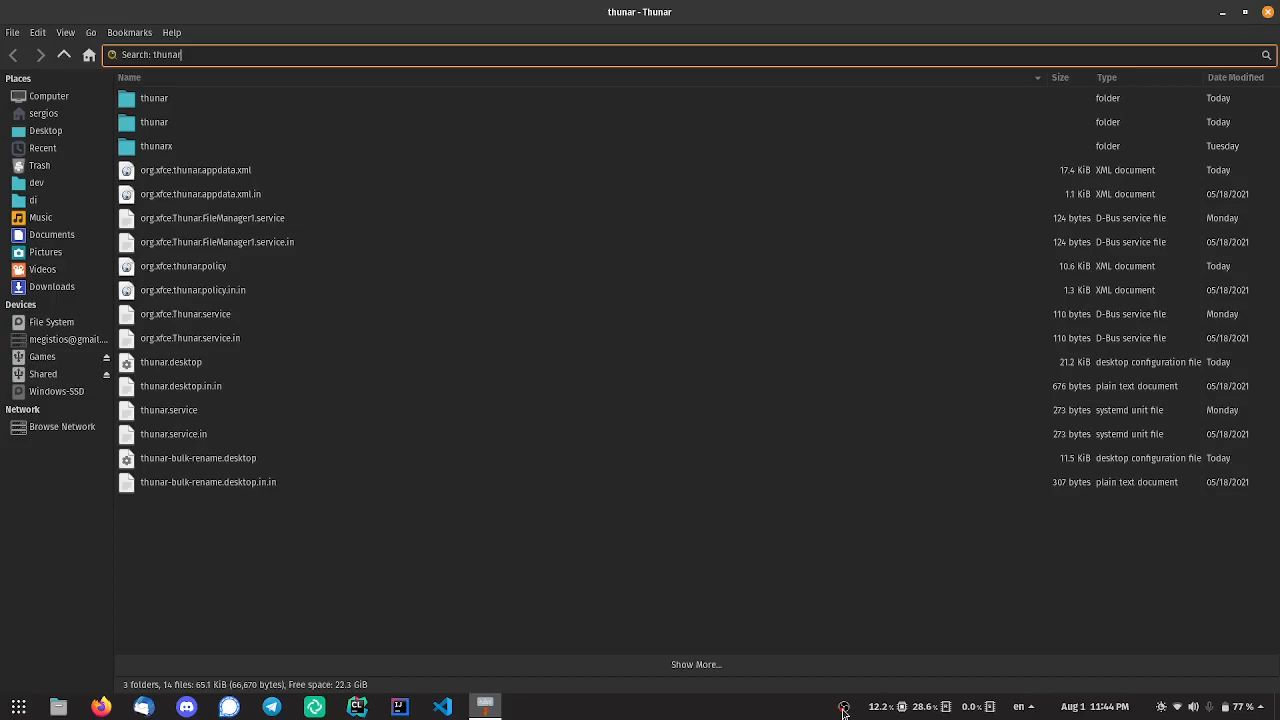 thunar - Thunar
File Edit View Go Bookmarks Help
Search: thunar
Places
Computer
sergios
Desktop
Recent
Trash
dev
di
Music
Documents
Pictures
Videos
Downloads
Devices
File System
megistios@gmail....
Games
Shared
Windows-SSD
Network
Browse Network
Name Size Type Date Modified
thunar folder Today
thunar folder Today
thunarx folder Tuesday
org.xfce.thunar.appdata.xml 17.4 KiB XML document Today
org.xfce.thunar.appdata.xml.in 1.1 KiB XML document 05/18/2021
org.xfce.Thunar.FileManager1.service 124 bytes D-Bus service file Monday
org.xfce.Thunar.FileManager1.service.in 124 bytes D-Bus service file 05/18/2021
org.xfce.thunar.policy 10.6 KiB XML document Today
org.xfce.thunar.policy.in.in 1.3 KiB XML document 05/18/2021
org.xfce.Thunar.service 110 bytes D-Bus service file Monday
org.xfce.Thunar.service.in 110 bytes D-Bus service file 05/18/2021
thunar.desktop 21.2 KiB desktop configuration file Today
thunar.desktop.in.in 676 bytes plain text document 05/18/2021
thunar.service 273 bytes systemd unit file Monday
thunar.service.in 273 bytes systemd unit file 05/18/2021
thunar-bulk-rename.desktop 11.5 KiB desktop configuration file Today
thunar-bulk-rename.desktop.in.in 307 bytes plain text document 05/18/2021
Show More...
3 folders, 14 files: 65.1 KiB (66,670 bytes), Free space: 22.3 GiB
CL IJ 12.2% 28.6% 0.0% en Aug 1 11:44 PM 77 %